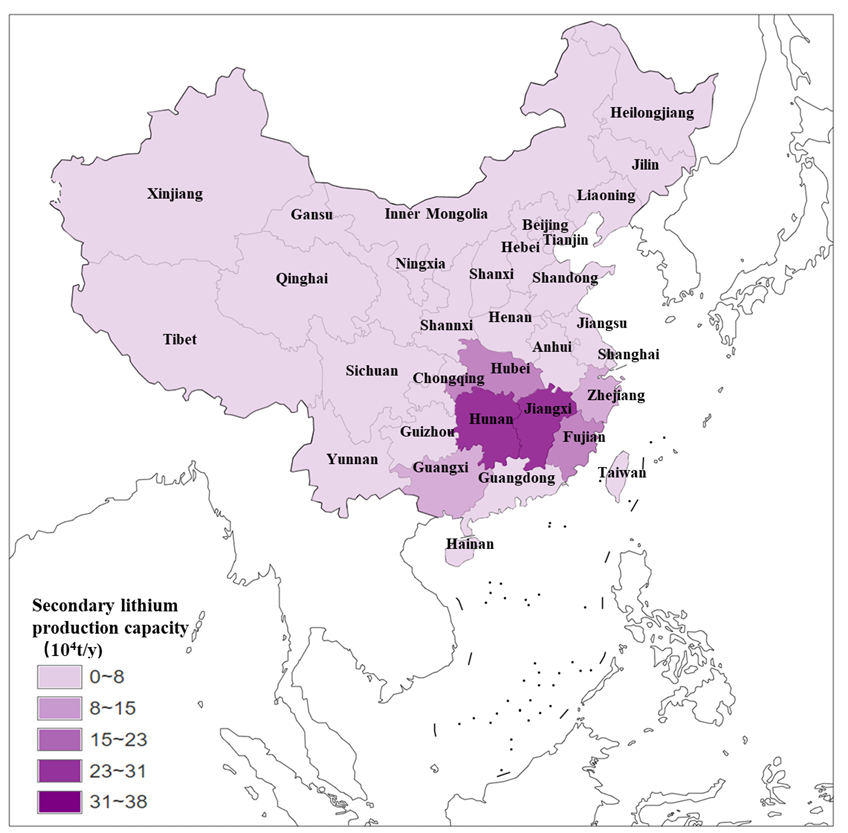 Heilongjiang
Jilin
Liaoning
Xinjiang
Gansu
Inner Mongolia
Beijing
Tianjin
Hebei
Ningxia
Shanxi
Qinghai
Shandong
Henan
Jiangsu
Shannxi
Tibet
Anhui
Shanghai
Sichuan
Hubei
Chongqing
Zhejiang
Jiangxi
Hunan
Guizhou
Fujian
Yunnan
Guangxi
Guangdong
Taiwan
Hainan
Secondary lithium
production capacity
(10⁴t/y)
0~8
8~15
15~23
23~31
31~38